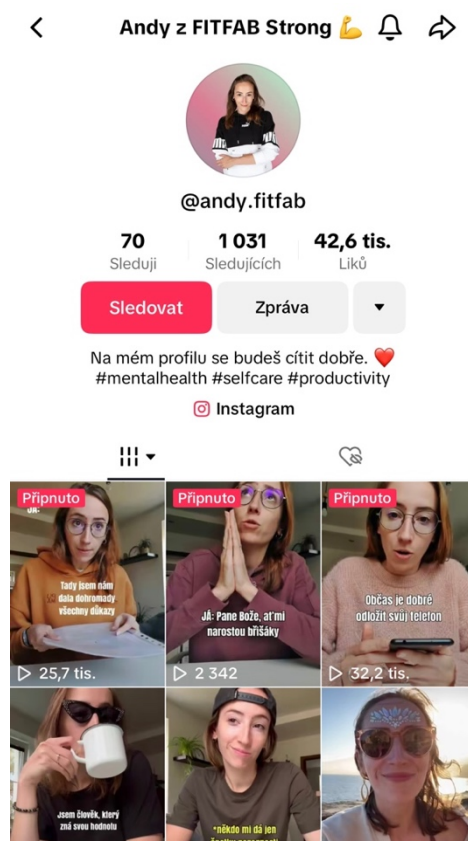 Andy z FITFAB Strong 💪
@andy.fitfab
70
1 031
42,6 tis.
Sleduji
Sledujících
Liků
Sledovat
Zpráva
Na mém profilu se budeš cítit dobře. ❤️
#mentalhealth #selfcare #productivity
Instagram
Připnuto
JÁ:
Tady jsem nám
dala dohromady
všechny důkazy
25,7 tis.
Připnuto
JÁ: Pane Bože, ať mi
narostou břišáky
2 342
Připnuto
Občas je dobré
odložit svůj telefon
32,2 tis.
Jsem člověk, který
zná svou hodnotu
*někdo mi dá jen